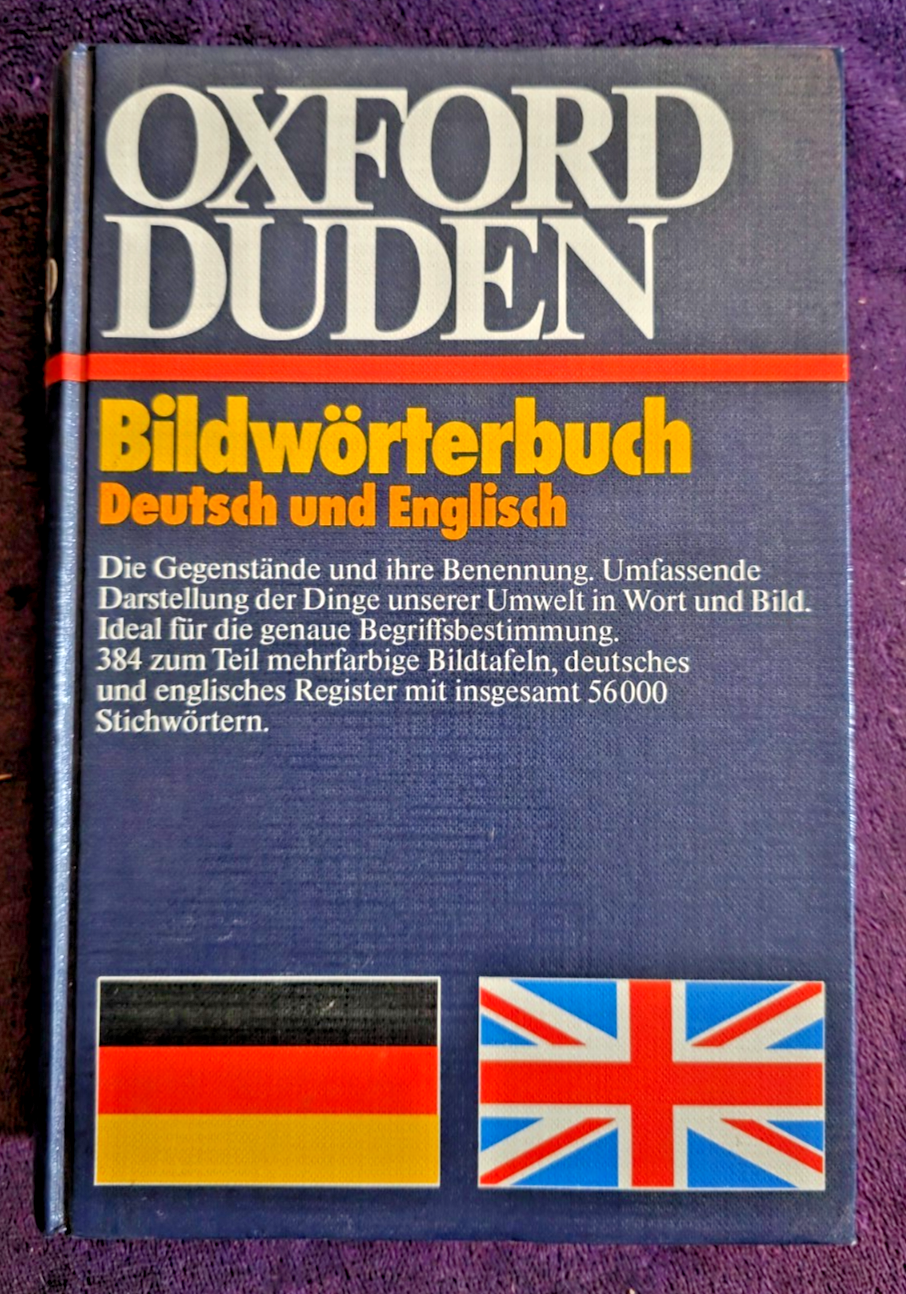 OXFORD
DUDEN
Bildwörterbuch
Deutsch und Englisch
Die Gegenstände und ihre Benennung. Umfassende
Darstellung der Dinge unserer Umwelt in Wort und Bild.
Ideal für die genaue Begriffsbestimmung.
384 zum Teil mehrfarbige Bildtafeln, deutsches
und englisches Register mit insgesamt 56000
Stichwörtern.